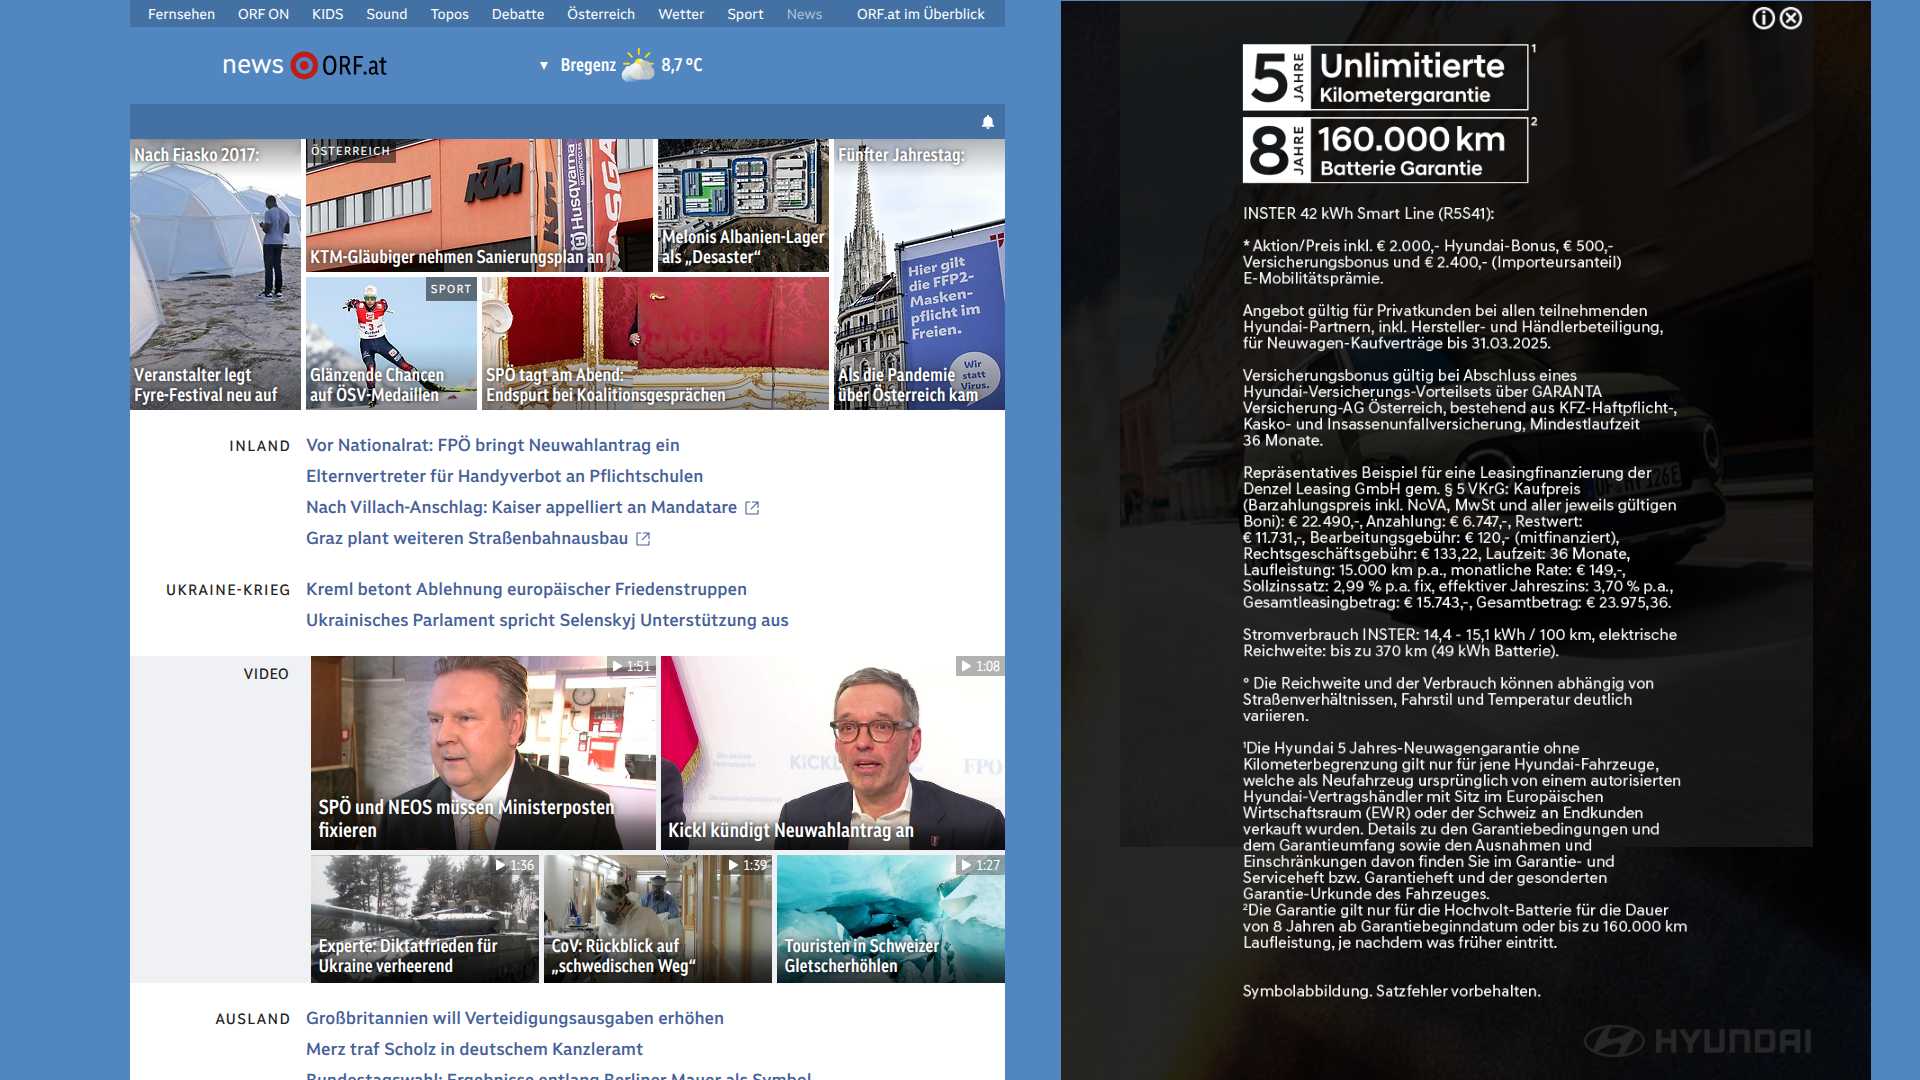 Fernsehen ORF ON KIDS Sound Topos Debatte Österreich Wetter Sport News ORF.at im Überblick
news ORF.at
▼ Bregenz 8,7 °C
Nach Fiasko 2017:
Veranstalter legt
Fyre-Festival neu auf
ÖSTERREICH
KTM
Husqvarna
MOTORCYCLES
KTM-Gläubiger nehmen Sanierungsplan an
Melonis Albanien-Lager
als „Desaster“
Fünfter Jahrestag:
Hier gilt
die FFP2-
Masken-
pflicht im
Freien.
Wir
statt
Virus.
Als die Pandemie
über Österreich kam
SPORT
3
Glänzende Chancen
auf ÖSV-Medaillen
SPÖ tagt am Abend:
Endspurt bei Koalitionsgesprächen
INLAND
Vor Nationalrat: FPÖ bringt Neuwahlantrag ein
Elternvertreter für Handyverbot an Pflichtschulen
Nach Villach-Anschlag: Kaiser appelliert an Mandatare
Graz plant weiteren Straßenbahnausbau
UKRAINE-KRIEG
Kreml betont Ablehnung europäischer Friedenstruppen
Ukrainisches Parlament spricht Selenskyj Unterstützung aus
VIDEO
1:51
SPÖ und NEOS müssen Ministerposten
fixieren
1:08
KICKL
FPÖ
Kickl kündigt Neuwahlantrag an
1:36
Experte: Diktatfrieden für
Ukraine verheerend
1:39
CoV: Rückblick auf
„schwedischen Weg“
1:27
Touristen in Schweizer
Gletscherhöhlen
AUSLAND
Großbritannien will Verteidigungsausgaben erhöhen
Merz traf Scholz in deutschem Kanzleramt
Bundestagswahl: Ergebnisse entlang Berliner Mauer als Symbol
5 JAHRE Unlimitierte Kilometergarantie ¹
8 JAHRE 160.000 km Batterie Garantie ²
INSTER 42 kWh Smart Line (R5S41):
* Aktion/Preis inkl. € 2.000,- Hyundai-Bonus, € 500,-
Versicherungsbonus und € 2.400,- (Importeursanteil)
E-Mobilitätsprämie.
Angebot gültig für Privatkunden bei allen teilnehmenden
Hyundai-Partnern, inkl. Hersteller- und Händlerbeteiligung,
für Neuwagen-Kaufverträge bis 31.03.2025.
Versicherungsbonus gültig bei Abschluss eines
Hyundai-Versicherungs-Vorteilsets über GARANTA
Versicherung-AG Österreich, bestehend aus KFZ-Haftpflicht-,
Kasko- und Insassenunfallversicherung, Mindestlaufzeit
36 Monate.
Repräsentatives Beispiel für eine Leasingfinanzierung der
Denzel Leasing GmbH gem. § 5 VKrG: Kaufpreis
(Barzahlungspreis inkl. NoVA, MwSt und aller jeweils gültigen
Boni): € 22.490,-, Anzahlung: € 6.747,-, Restwert:
€ 11.731,-, Bearbeitungsgebühr: € 120,- (mitfinanziert),
Rechtsgeschäftsgebühr: € 133,22, Laufzeit: 36 Monate,
Laufleistung: 15.000 km p.a., monatliche Rate: € 149,-,
Sollzinssatz: 2,99 % p.a. fix, effektiver Jahreszins: 3,70 % p.a.,
Gesamtleasingbetrag: € 15.743,-, Gesamtbetrag: € 23.975,36.
Stromverbrauch INSTER: 14,4 - 15,1 kWh / 100 km, elektrische
Reichweite: bis zu 370 km (49 kWh Batterie).
° Die Reichweite und der Verbrauch können abhängig von
Straßenverhältnissen, Fahrstil und Temperatur deutlich
variieren.
¹Die Hyundai 5 Jahres-Neuwagengarantie ohne
Kilometerbegrenzung gilt nur für jene Hyundai-Fahrzeuge,
welche als Neufahrzeug ursprünglich von einem autorisierten
Hyundai-Vertragshändler mit Sitz im Europäischen
Wirtschaftsraum (EWR) oder der Schweiz an Endkunden
verkauft wurden. Details zu den Garantiebedingungen und
dem Garantieumfang sowie den Ausnahmen und
Einschränkungen davon finden Sie im Garantie- und
Serviceheft bzw. Garantieheft und der gesonderten
Garantie-Urkunde des Fahrzeuges.
²Die Garantie gilt nur für die Hochvolt-Batterie für die Dauer
von 8 Jahren ab Garantiebeginndatum oder bis zu 160.000 km
Laufleistung, je nachdem was früher eintritt.
Symbolabbildung. Satzfehler vorbehalten.
HYUNDAI